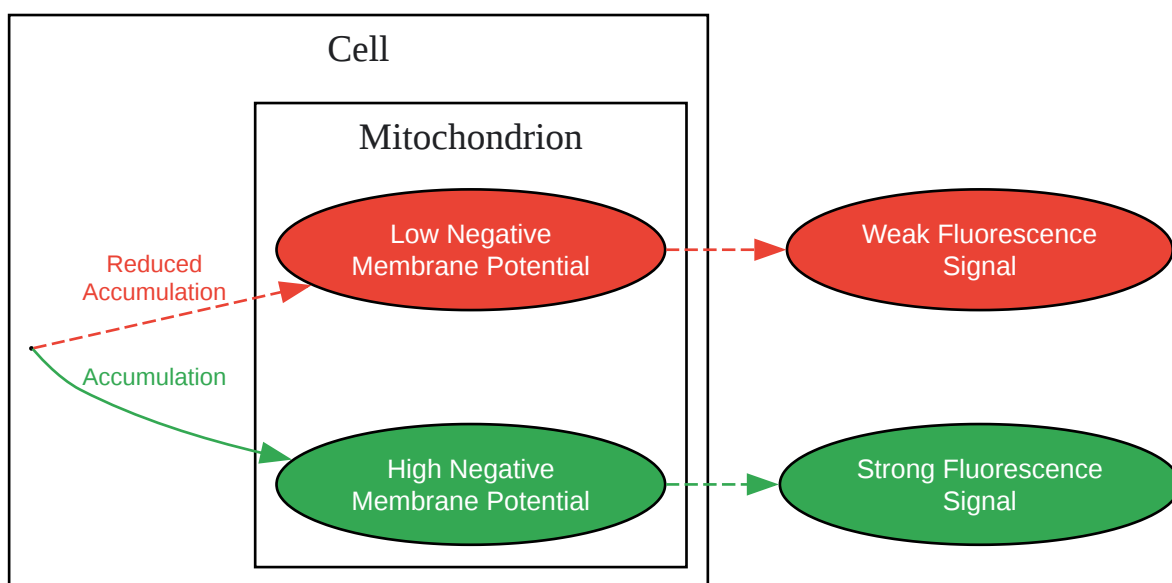 Cell
Mitochondrion
Low Negative
Membrane Potential
Weak Fluorescence
Signal
Reduced
Accumulation
Accumulation
High Negative
Membrane Potential
Strong Fluorescence
Signal